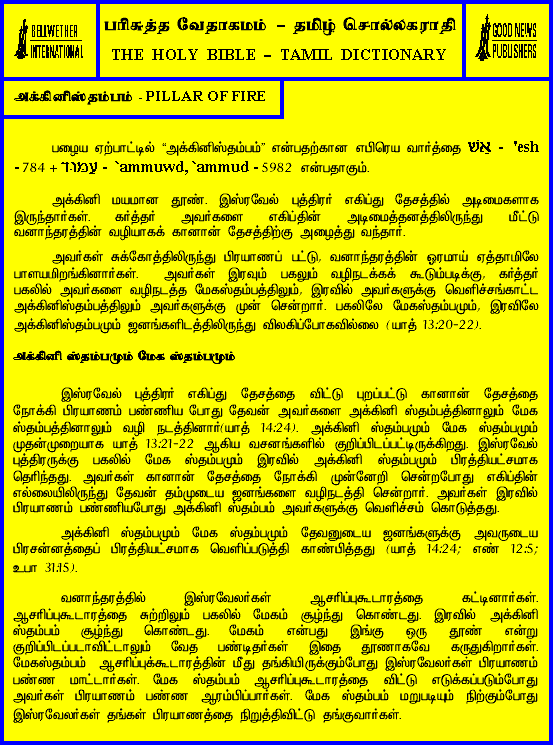 BELLWETHER
INTERNATIONAL
பரிசுத்த வேதாகமம் – தமிழ் சொல்லகராதி
THE HOLY BIBLE – TAMIL DICTIONARY
GOOD NEWS
PUBLISHERS
அக்கினிஸ்தம்பம் - PILLAR OF FIRE
பழைய ஏற்பாட்டில் “அக்கினிஸ்தம்பம்” என்பதற்கான எபிரெய வார்த்தை אֵשׁ - 'esh
- 784 + עַמּוּד - `ammuwd, `ammud - 5982 என்பதாகும்.
அக்கினி மயமான தூண். இஸ்ரவேல் புத்திரர் எகிப்து தேசத்தில் அடிமைகளாக
இருந்தார்கள். கர்த்தர் அவர்களை எகிப்தின் அடிமைத்தனத்திலிருந்து மீட்டு
வனாந்தரத்தின் வழியாகக் கானான் தேசத்திற்கு அழைத்து வந்தார்.
அவர்கள் சுக்கோத்திலிருந்து பிரயாணப் பட்டு, வனாந்தரத்தின் ஓரமாய் ஏத்தாமிலே
பாளயமிறங்கினார்கள். அவர்கள் இரவும் பகலும் வழிநடக்கக் கூடும்படிக்கு, கர்த்தர்
பகலில் அவர்களை வழிநடத்த மேகஸ்தம்பத்திலும், இரவில் அவர்களுக்கு வெளிச்சங்காட்ட
அக்கினிஸ்தம்பத்திலும் அவர்களுக்கு முன் சென்றார். பகலிலே மேகஸ்தம்பமும், இரவிலே
அக்கினிஸ்தம்பமும் ஜனங்களிடத்திலிருந்து விலகிப்போகவில்லை (யாத் 13:20-22).
அக்கினி ஸ்தம்பமும் மேக ஸ்தம்பமும்
இஸ்ரவேல் புத்திரர் எகிப்து தேசத்தை விட்டு புறப்பட்டு கானான் தேசத்தை
நோக்கி பிரயாணம் பண்ணிய போது தேவன் அவர்களை அக்கினி ஸ்தம்பத்தினாலும் மேக
ஸ்தம்பத்தினாலும் வழி நடத்தினார்(யாத் 14:24). அக்கினி ஸ்தம்பமும் மேக ஸ்தம்பமும்
முதன்முறையாக யாத் 13:21-22 ஆகிய வசனங்களில் குறிப்பிடப்பட்டிருக்கிறது. இஸ்ரவேல்
புத்திரருக்கு பகலில் மேக ஸ்தம்பமும் இரவில் அக்கினி ஸ்தம்பமும் பிரத்தியட்சமாக
தெரிந்தது. அவர்கள் கானான் தேசத்தை நோக்கி முன்னேறி சென்றபோது எகிப்தின்
எல்லையிலிருந்து தேவன் தம்முடைய ஜனங்களை வழிநடத்தி சென்றார். அவர்கள் இரவில்
பிரயாணம் பண்ணியபோது அக்கினி ஸ்தம்பம் அவர்களுக்கு வெளிச்சம் கொடுத்தது.
அக்கினி ஸ்தம்பமும் மேக ஸ்தம்பமும் தேவனுடைய ஜனங்களுக்கு அவருடைய
பிரசன்னத்தைப் பிரத்தியட்சமாக வெளிப்படுத்தி காண்பித்தது (யாத் 14:24; எண் 12:5;
உபா 31:15).
வனாந்தரத்தில் இஸ்ரவேலர்கள் ஆசரிப்புகூடாரத்தை கட்டினார்கள்.
ஆசரிப்புகூடாரத்தை சுற்றிலும் பகலில் மேகம் சூழ்ந்து கொண்டது. இரவில் அக்கினி
ஸ்தம்பம் சூழ்ந்து கொண்டது. மேகம் என்பது இங்கு ஒரு தூண் என்று
குறிப்பிடப்படாவிட்டாலும் வேத பண்டிதர்கள் இதை தூணாகவே கருதுகிறார்கள்.
மேகஸ்தம்பம் ஆசரிப்புக்கூடாரத்தின் மீது தங்கியிருக்கும்போது இஸ்ரவேலர்கள் பிரயாணம்
பண்ண மாட்டார்கள். மேக ஸ்தம்பம் ஆசரிப்புகூடாரத்தை விட்டு எடுக்கப்படும்போது
அவர்கள் பிரயாணம் பண்ண ஆரம்பிப்பார்கள். மேக ஸ்தம்பம் மறுபடியும் நிற்கும்போது
இஸ்ரவேலர்கள் தங்கள் பிரயாணத்தை நிறுத்திவிட்டு தங்குவார்கள்.